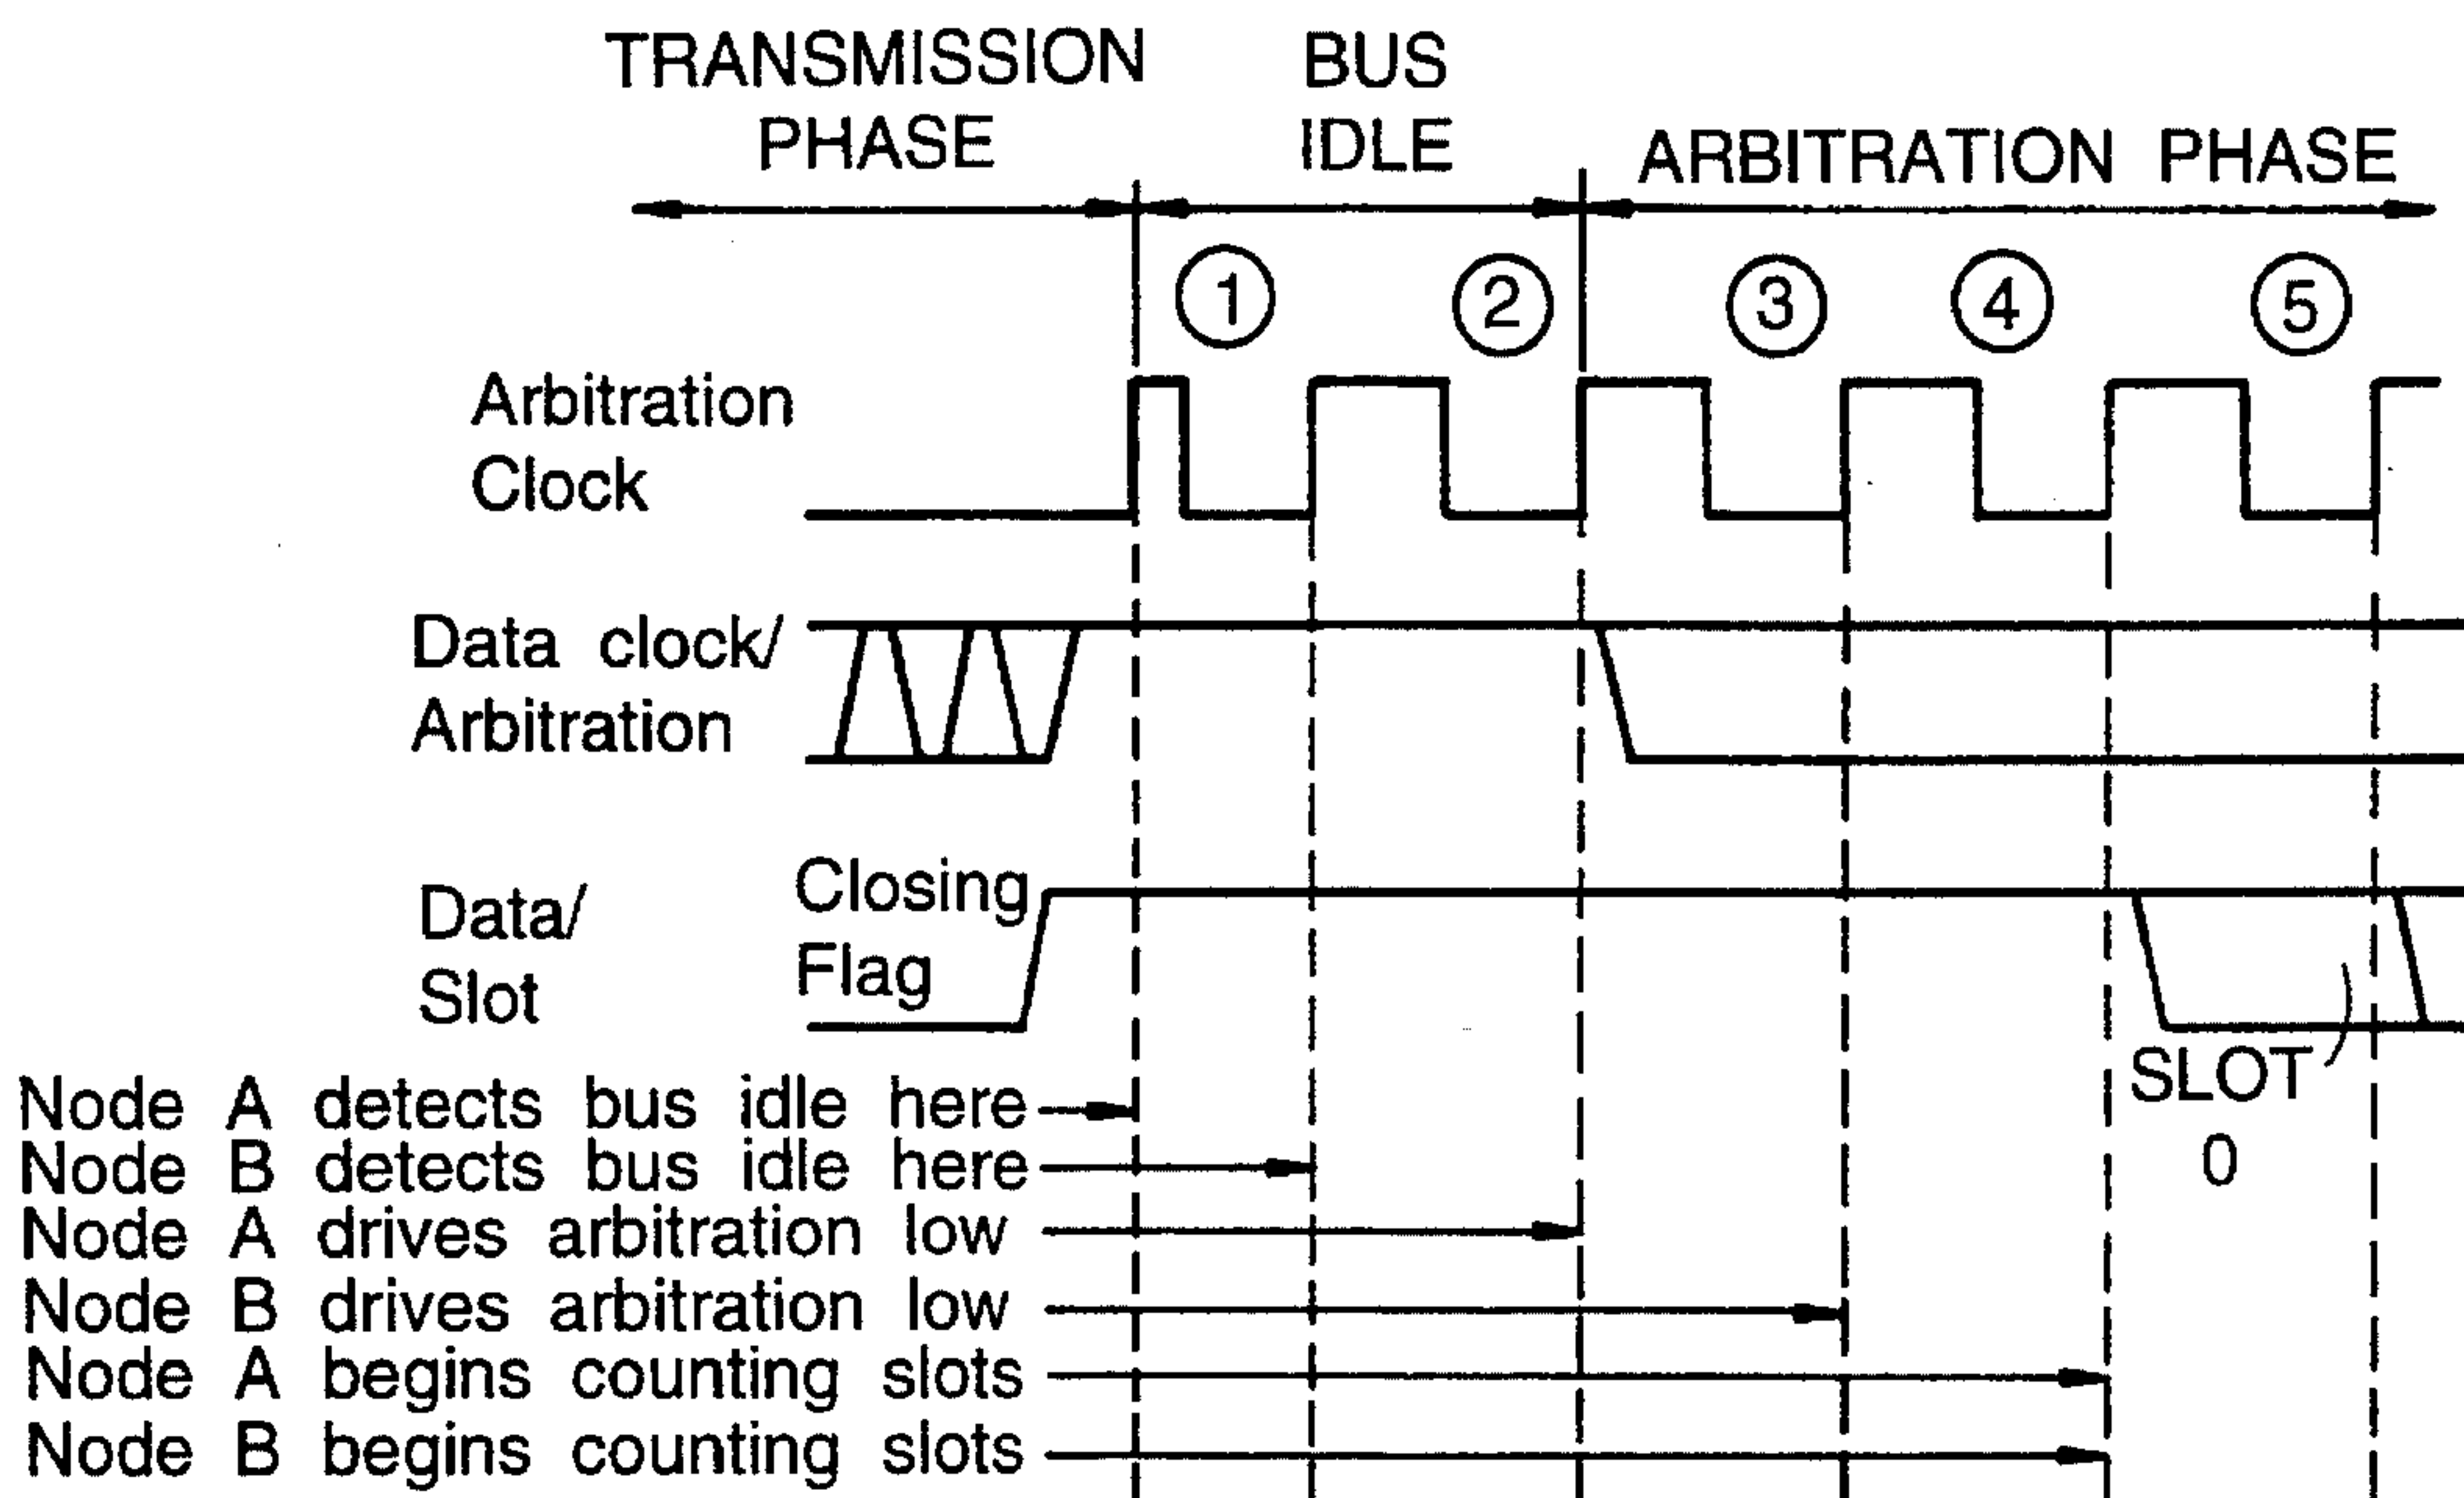 TRANSMISSION
PHASE
BUS
IDLE
ARBITRATION PHASE
1
2
3
4
5
Arbitration
Clock
Data clock/
Arbitration
Data/
Slot
Closing
Flag
SLOT
0
Node A detects bus idle here
Node B detects bus idle here
Node A drives arbitration low
Node B drives arbitration low
Node A begins counting slots
Node B begins counting slots